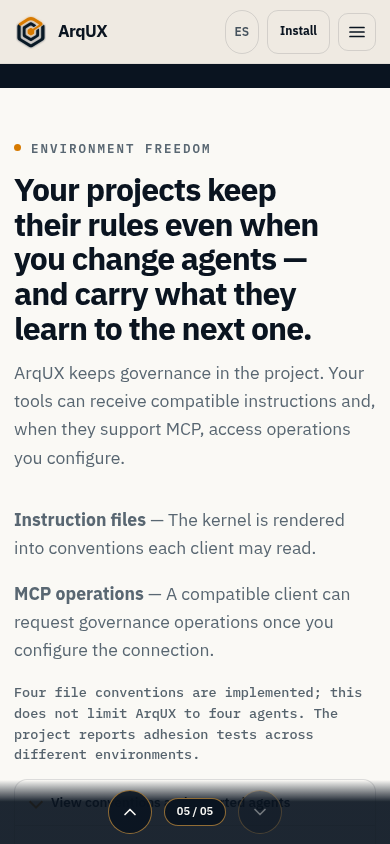 ArqUX
ES
Install
ENVIRONMENT FREEDOM
Your projects keep
their rules even when
you change agents —
and carry what they
learn to the next one.
ArqUX keeps governance in the project. Your
tools can receive compatible instructions and,
when they support MCP, access operations
you configure.
Instruction files — The kernel is rendered
into conventions each client may read.
MCP operations — A compatible client can
request governance operations once you
configure the connection.
Four file conventions are implemented; this
does not limit ArqUX to four agents. The
project reports adhesion tests across
different environments.
View agents
05 / 05